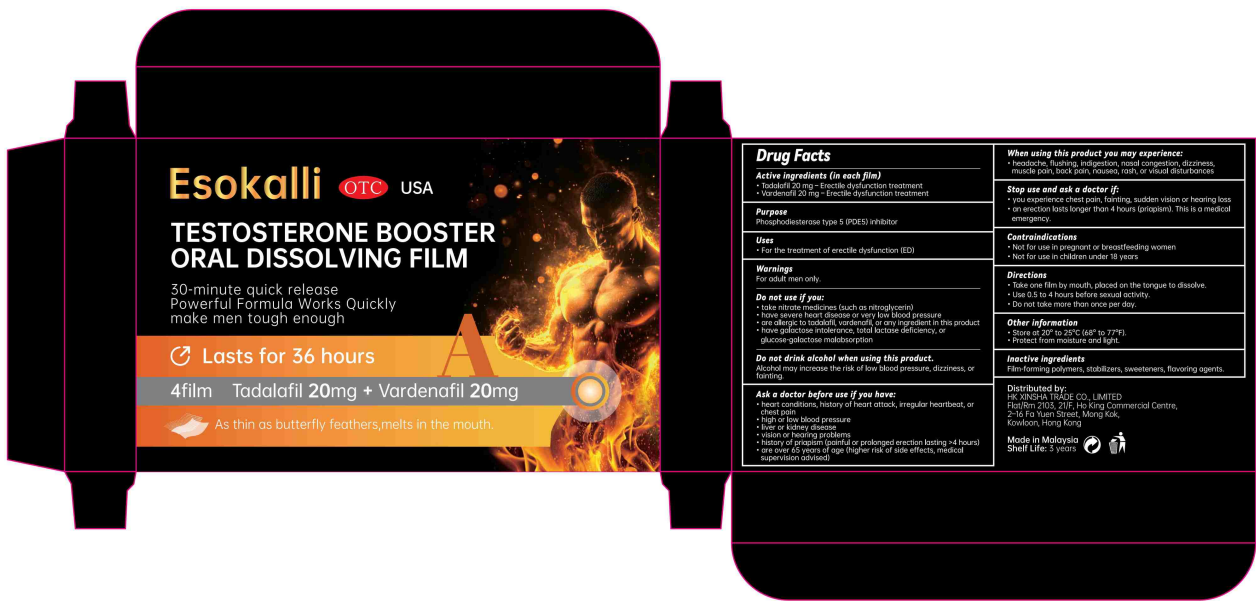 Esokalli OTC USA
TESTOSTERONE BOOSTER
ORAL DISSOLVING FILM
30-minute quick release
Powerful Formula Works Quickly
make men tough enough
A
Lasts for 36 hours
4film Tadalafil 20mg + Vardenafil 20mg
As thin as butterfly feathers,melts in the mouth.
Drug Facts
Active ingredients (in each film)
• Tadalafil 20 mg – Erectile dysfunction treatment
• Vardenafil 20 mg – Erectile dysfunction treatment
Purpose
Phosphodiesterase type 5 (PDE5) inhibitor
Uses
• For the treatment of erectile dysfunction (ED)
Warnings
For adult men only.
Do not use if you:
• take nitrate medicines (such as nitroglycerin)
• have severe heart disease or very low blood pressure
• are allergic to tadalafil, vardenafil, or any ingredient in this product
• have galactose intolerance, total lactase deficiency, or
glucose-galactose malabsorption
Do not drink alcohol when using this product.
Alcohol may increase the risk of low blood pressure, dizziness, or
fainting.
Ask a doctor before use if you have:
• heart conditions, history of heart attack, irregular heartbeat, or
chest pain
• high or low blood pressure
• liver or kidney disease
• vision or hearing problems
• history of priapism (painful or prolonged erection lasting >4 hours)
• are over 65 years of age (higher risk of side effects, medical
supervision advised)
When using this product you may experience:
• headache, flushing, indigestion, nasal congestion, dizziness,
muscle pain, back pain, nausea, rash, or visual disturbances
Stop use and ask a doctor if:
• you experience chest pain, fainting, sudden vision or hearing loss
• an erection lasts longer than 4 hours (priapism). This is a medical
emergency.
Contraindications
• Not for use in pregnant or breastfeeding women
• Not for use in children under 18 years
Directions
• Take one film by mouth, placed on the tongue to dissolve.
• Use 0.5 to 4 hours before sexual activity.
• Do not take more than once per day.
Other information
• Store at 20° to 25°C (68° to 77°F).
• Protect from moisture and light.
Inactive ingredients
Film-forming polymers, stabilizers, sweeteners, flavoring agents.
Distributed by:
HK XINSHA TRADE CO., LIMITED
Flat/Rm 2103, 21/F, Ho King Commercial Centre,
2–16 Fa Yuen Street, Mong Kok,
Kowloon, Hong Kong
Made in Malaysia
Shelf Life: 3 years